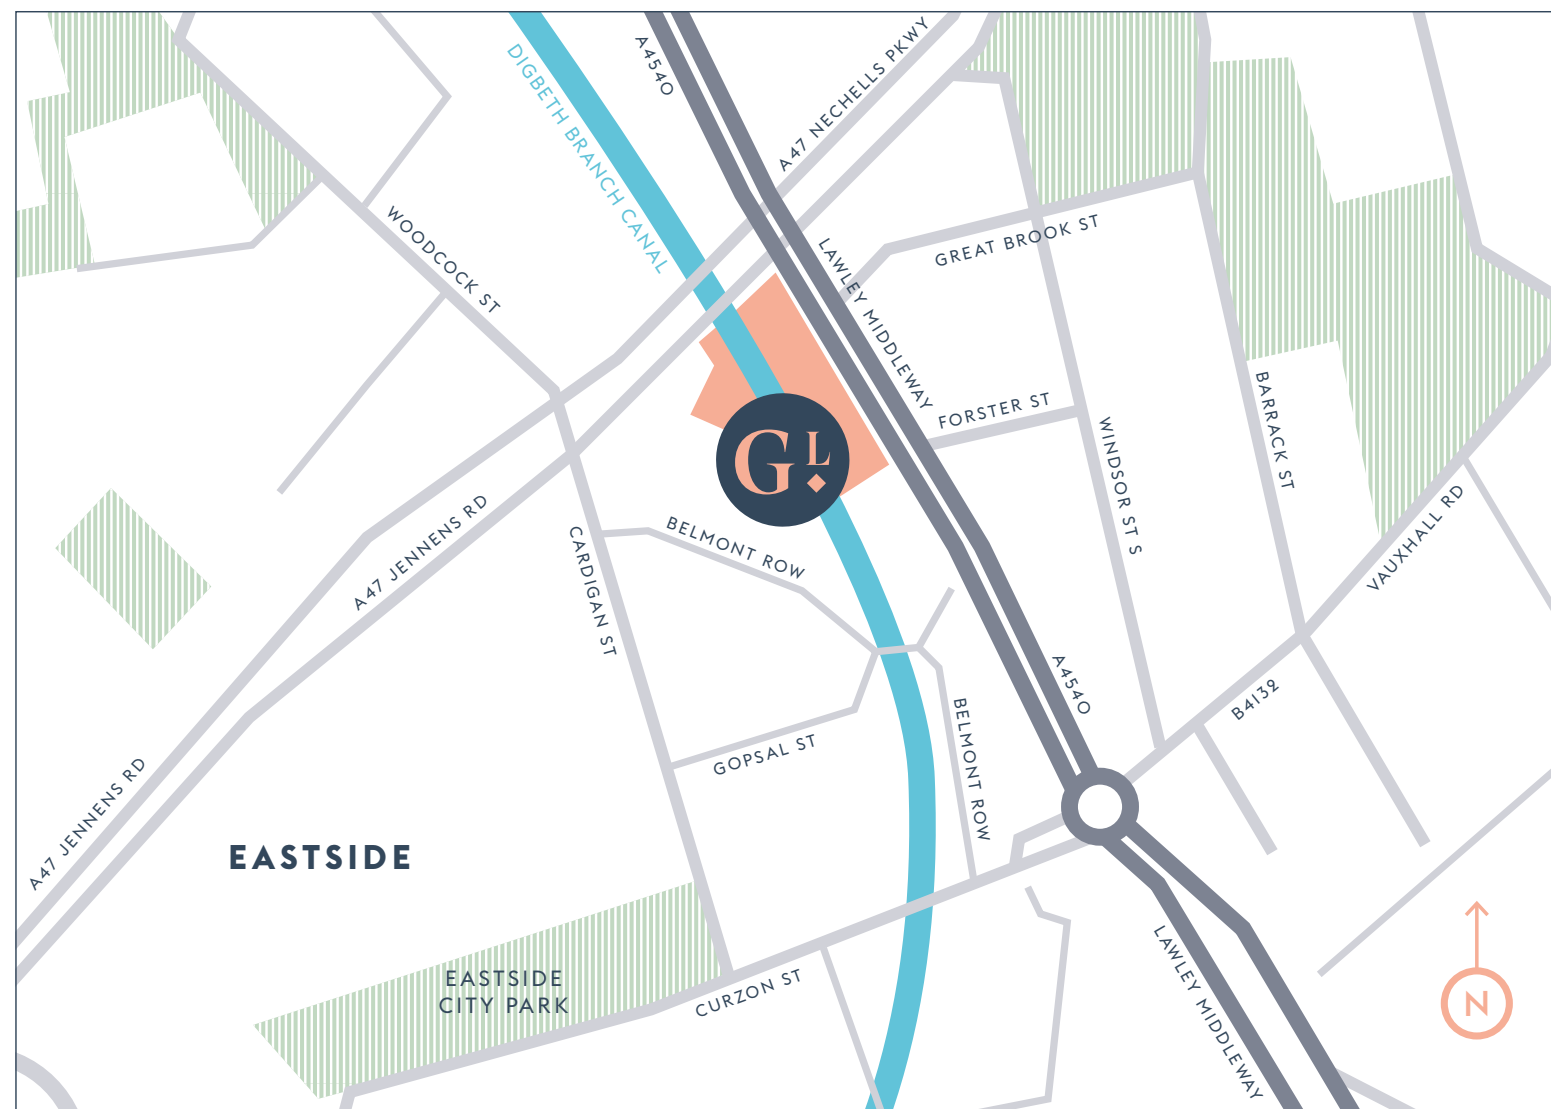 A4540
A47 NECHELLS PKWY
DIGBETH BRANCH CANAL
WOODCOCK ST
GREAT BROOK ST
LAWLEY MIDDLEWAY
FORSTER ST
BARRACK ST
WINDSOR ST S
GL
VAUXHALL RD
A47 JENNENS RD
BELMONT ROW
CARDIGAN ST
A4540
B4132
BELMONT ROW
GOPSAL ST
A47 JENNENS RD
EASTSIDE
EASTSIDE
CITY PARK
CURZON ST
LAWLEY MIDDLEWAY
N